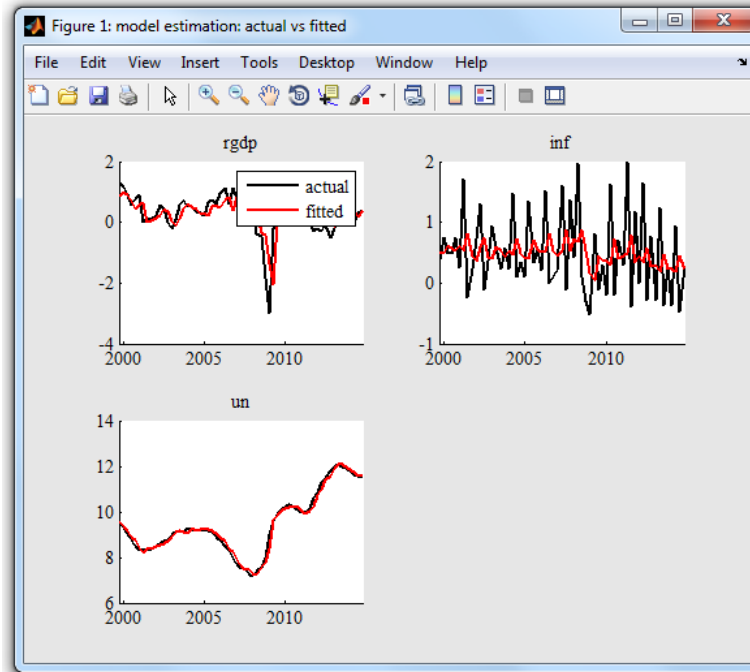 Figure 1: model estimation: actual vs fitted
File Edit View Insert Tools Desktop Window Help
rgdp
2
0
-2
-4
2000 2005 2010
actual
fitted
inf
2
1
0
-1
2000 2005 2010
un
14
12
10
8
6
2000 2005 2010